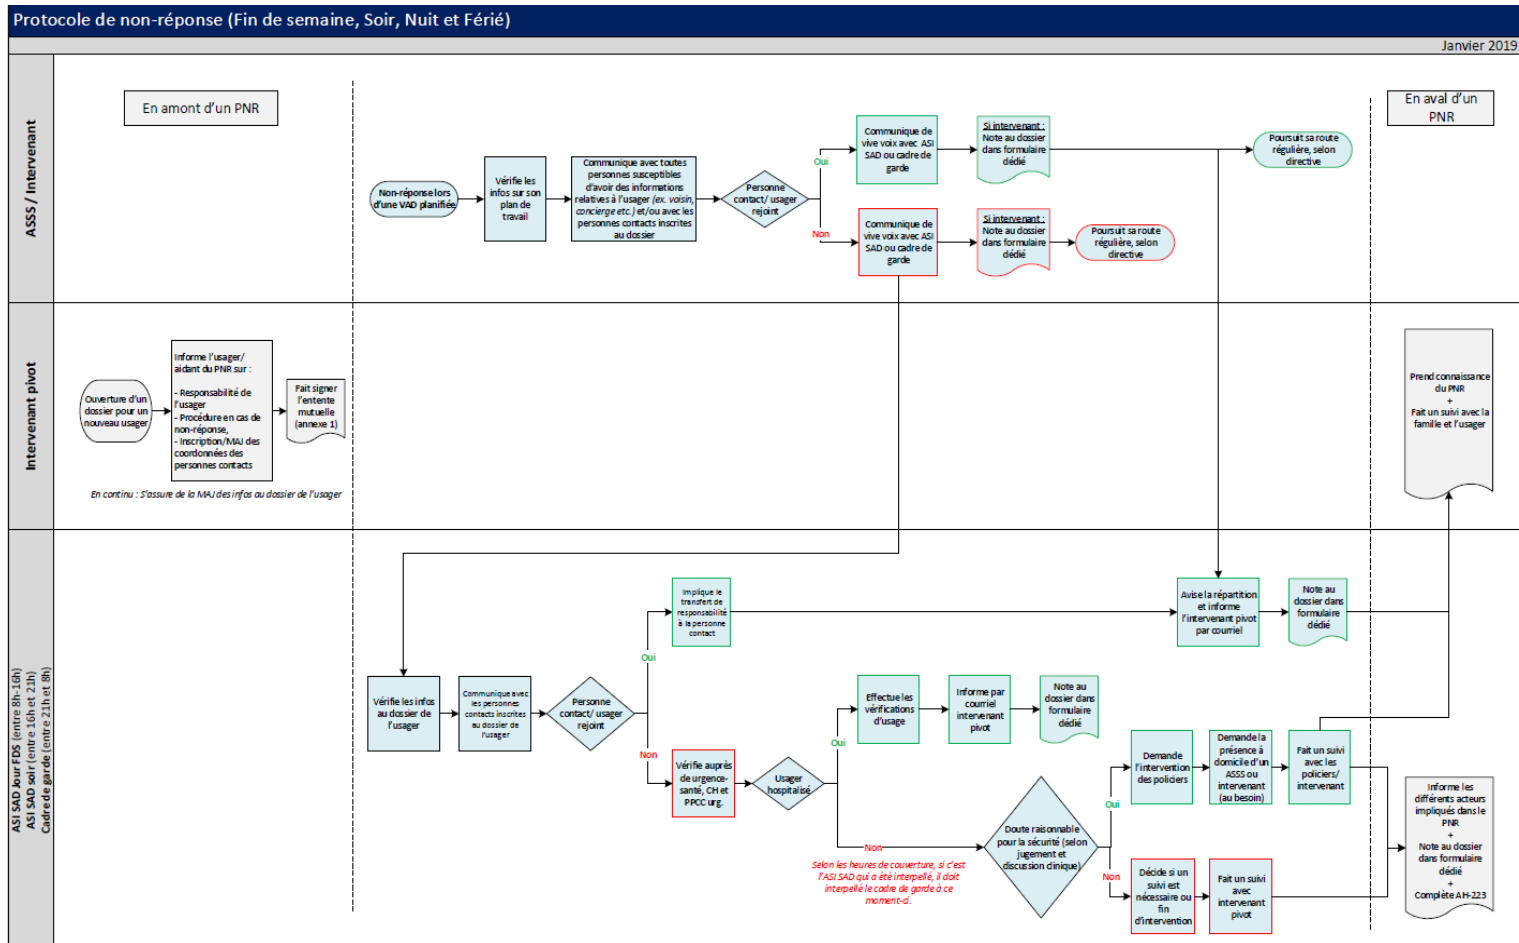 Protocole de non-réponse (Fin de semaine, Soir, Nuit et Férié)
Janvier 2019
ASSS / Intervenant
En amont d'un PNR
Non-réponse lors
d'une VAD planifiée
Vérifie les
infos sur son
plan de
travail
Communique avec toutes
personnes susceptibles
d'avoir des informations
relatives à l'usager (ex. voisin,
concierge etc.) et/ou avec les
personnes contacts inscrites
au dossier
Personne
contact/ usager
rejoint
Oui
Communique de
vive voix avec ASI
SAD ou cadre de
garde
Si intervenant :
Note au dossier
dans formulaire
dédié
Poursuit sa route
régulière, selon
directive
Non
Communique de
vive voix avec ASI
SAD ou cadre de
garde
Si intervenant :
Note au dossier
dans formulaire
dédié
Poursuit sa route
régulière, selon
directive
En aval d'un
PNR
Intervenant pivot
Ouverture d'un
dossier pour un
nouveau usager
Informe l'usager/
aidant du PNR sur :
- Responsabilité de
l'usager
- Procédure en cas de
non-réponse,
- Inscription/MAJ des
coordonnées des
personnes contacts
Fait signer
l'entente
mutuelle
(annexe 1)
En continu : S'assure de la MAJ des infos au dossier de l'usager
Prend connaissance
du PNR
+
Fait un suivi avec la
famille et l'usager
ASI SAD Jour FDS (entre 8h-16h)
ASI SAD soir (entre 16h et 21h)
Cadre de garde (entre 21h et 8h)
Vérifie les infos
au dossier de
l'usager
Communique avec
les personnes
contacts inscrites
au dossier de
l'usager
Personne
contact/ usager
rejoint
Oui
Implique le
transfert de
responsabilité
à la personne
contact
Avise la répartition
et informe
l'intervenant pivot
par courriel
Note au
dossier dans
formulaire
dédié
Non
Vérifie auprès
de urgence-
santé, CH et
PPCC urg.
Usager
hospitalisé
Oui
Effectue les
vérifications
d'usage
Informe par
courriel
intervenant
pivot
Note au
dossier dans
formulaire
dédié
Non
Selon les heures de couverture, si c'est
l'ASI SAD qui a été interpellé, il doit
interpellé le cadre de garde à ce
moment-ci.
Doute raisonnable
pour la sécurité (selon
jugement et
discussion clinique)
Oui
Demande
l'intervention
des policiers
Demande la
présence à
domicile d'un
ASSS ou
intervenant
(au besoin)
Fait un suivi
avec les
policiers/
intervenant
Non
Décide si un
suivi est
nécessaire ou
fin
d'intervention
Fait un suivi
avec
intervenant
pivot
Informe les
différents acteurs
impliqués dans le
PNR
+
Note au dossier
dans formulaire
dédié
+
Complète AH-223